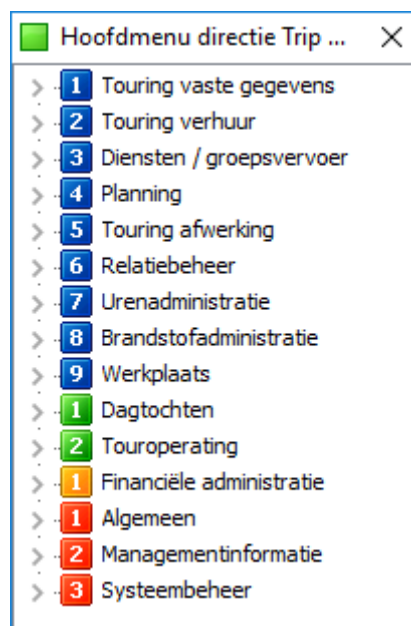 Hoofdmenu directie Trip ...
1 Touring vaste gegevens
2 Touring verhuur
3 Diensten / groepsvervoer
4 Planning
5 Touring afwerking
6 Relatiebeheer
7 Urenadministratie
8 Brandstofadministratie
9 Werkplaats
1 Dagtochten
2 Touroperating
1 Financiële administratie
1 Algemeen
2 Managementinformatie
3 Systeembeheer